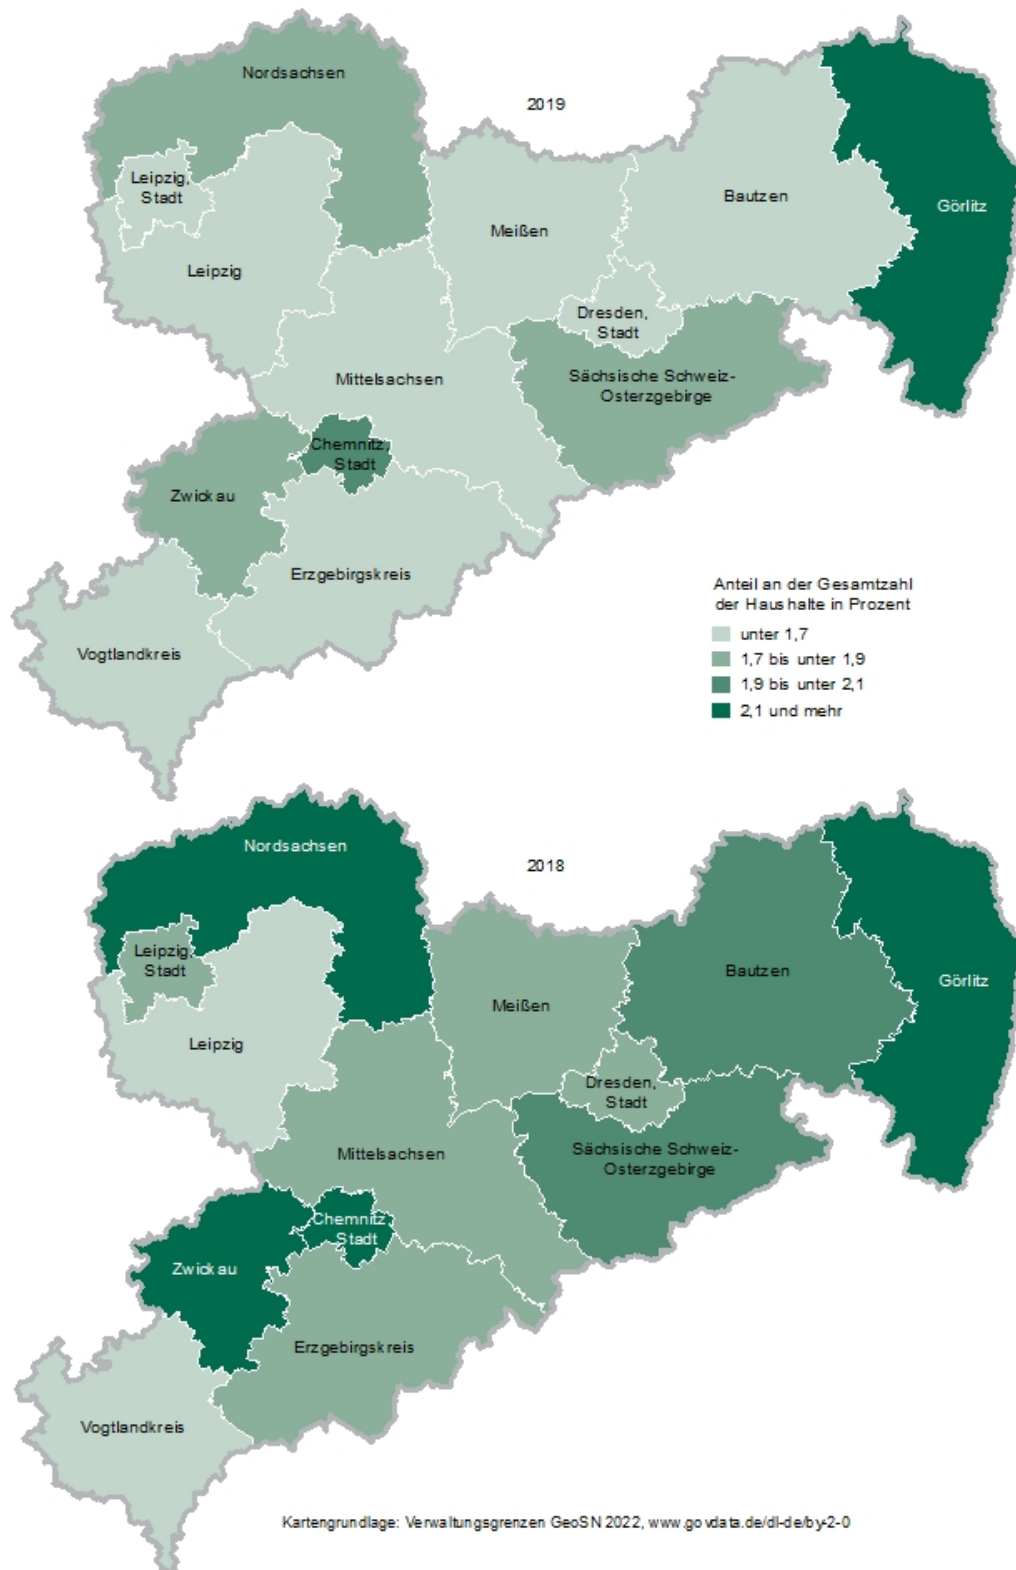 2019
Nordsachsen
Leipzig,
Stadt
Leipzig
Meißen
Bautzen
Görlitz
Dresden,
Stadt
Mittelsachsen
Sächsische Schweiz-
Osterzgebirge
Chemnitz,
Stadt
Zwickau
Erzgebirgskreis
Vogtlandkreis
Anteil an der Gesamtzahl
der Haushalte in Prozent
unter 1,7
1,7 bis unter 1,9
1,9 bis unter 2,1
2,1 und mehr
2018
Nordsachsen
Leipzig,
Stadt
Leipzig
Meißen
Bautzen
Görlitz
Dresden,
Stadt
Mittelsachsen
Sächsische Schweiz-
Osterzgebirge
Chemnitz,
Stadt
Zwickau
Erzgebirgskreis
Vogtlandkreis
Kartengrundlage: Verwaltungsgrenzen GeoSN 2022, www.govdata.de/dl-de/by-2-0